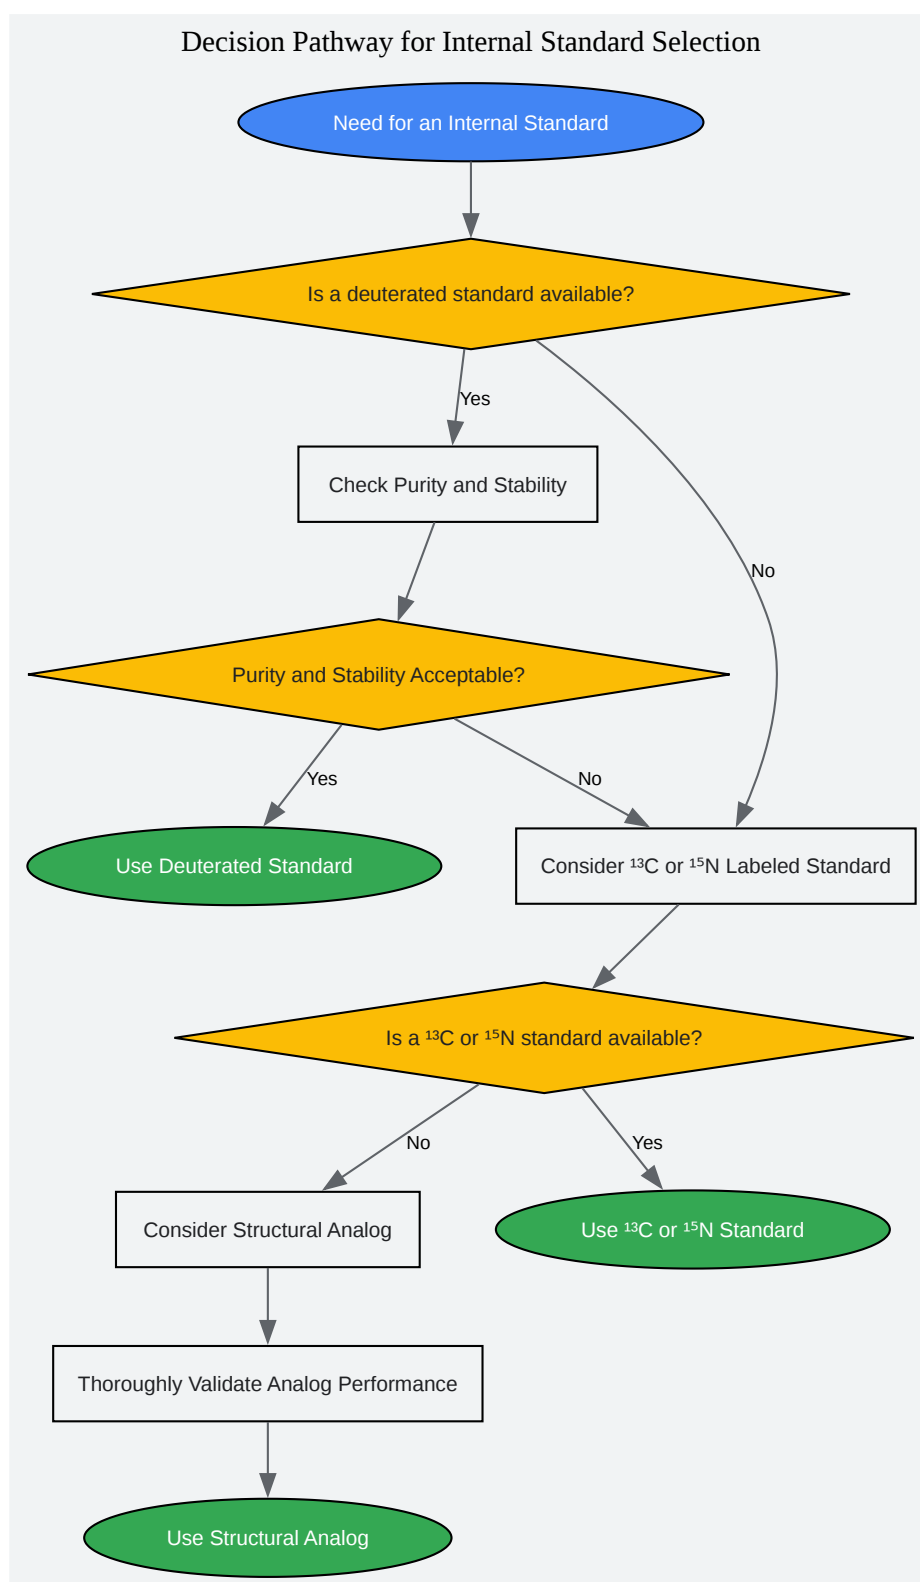 Decision Pathway for Internal Standard Selection
Need for an Internal Standard
Is a deuterated standard available?
Yes
Check Purity and Stability
No
Purity and Stability Acceptable?
Yes
No
Use Deuterated Standard
Consider ¹³C or ¹⁵N Labeled Standard
Is a ¹³C or ¹⁵N standard available?
No
Yes
Consider Structural Analog
Use ¹³C or ¹⁵N Standard
Thoroughly Validate Analog Performance
Use Structural Analog